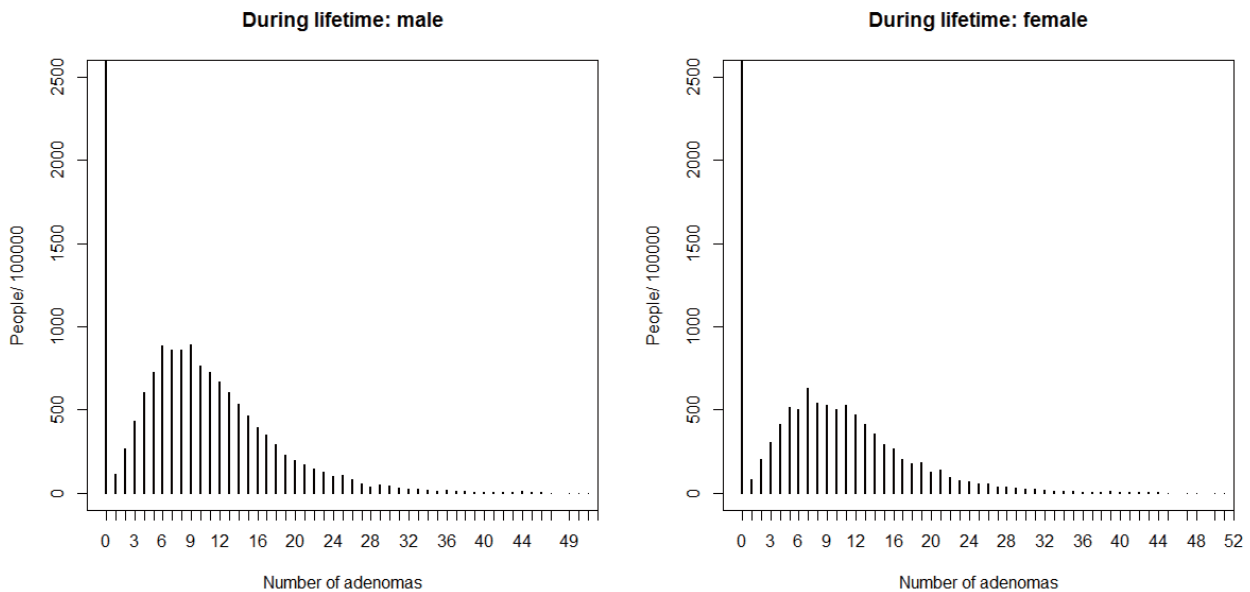 During lifetime: male
People/ 100000
2500
2000
1500
1000
500
0
0 3 6 9 12 16 20 24 28 32 36 40 44 49
Number of adenomas
During lifetime: female
People/ 100000
2500
2000
1500
1000
500
0
0 3 6 9 12 16 20 24 28 32 36 40 44 48 52
Number of adenomas